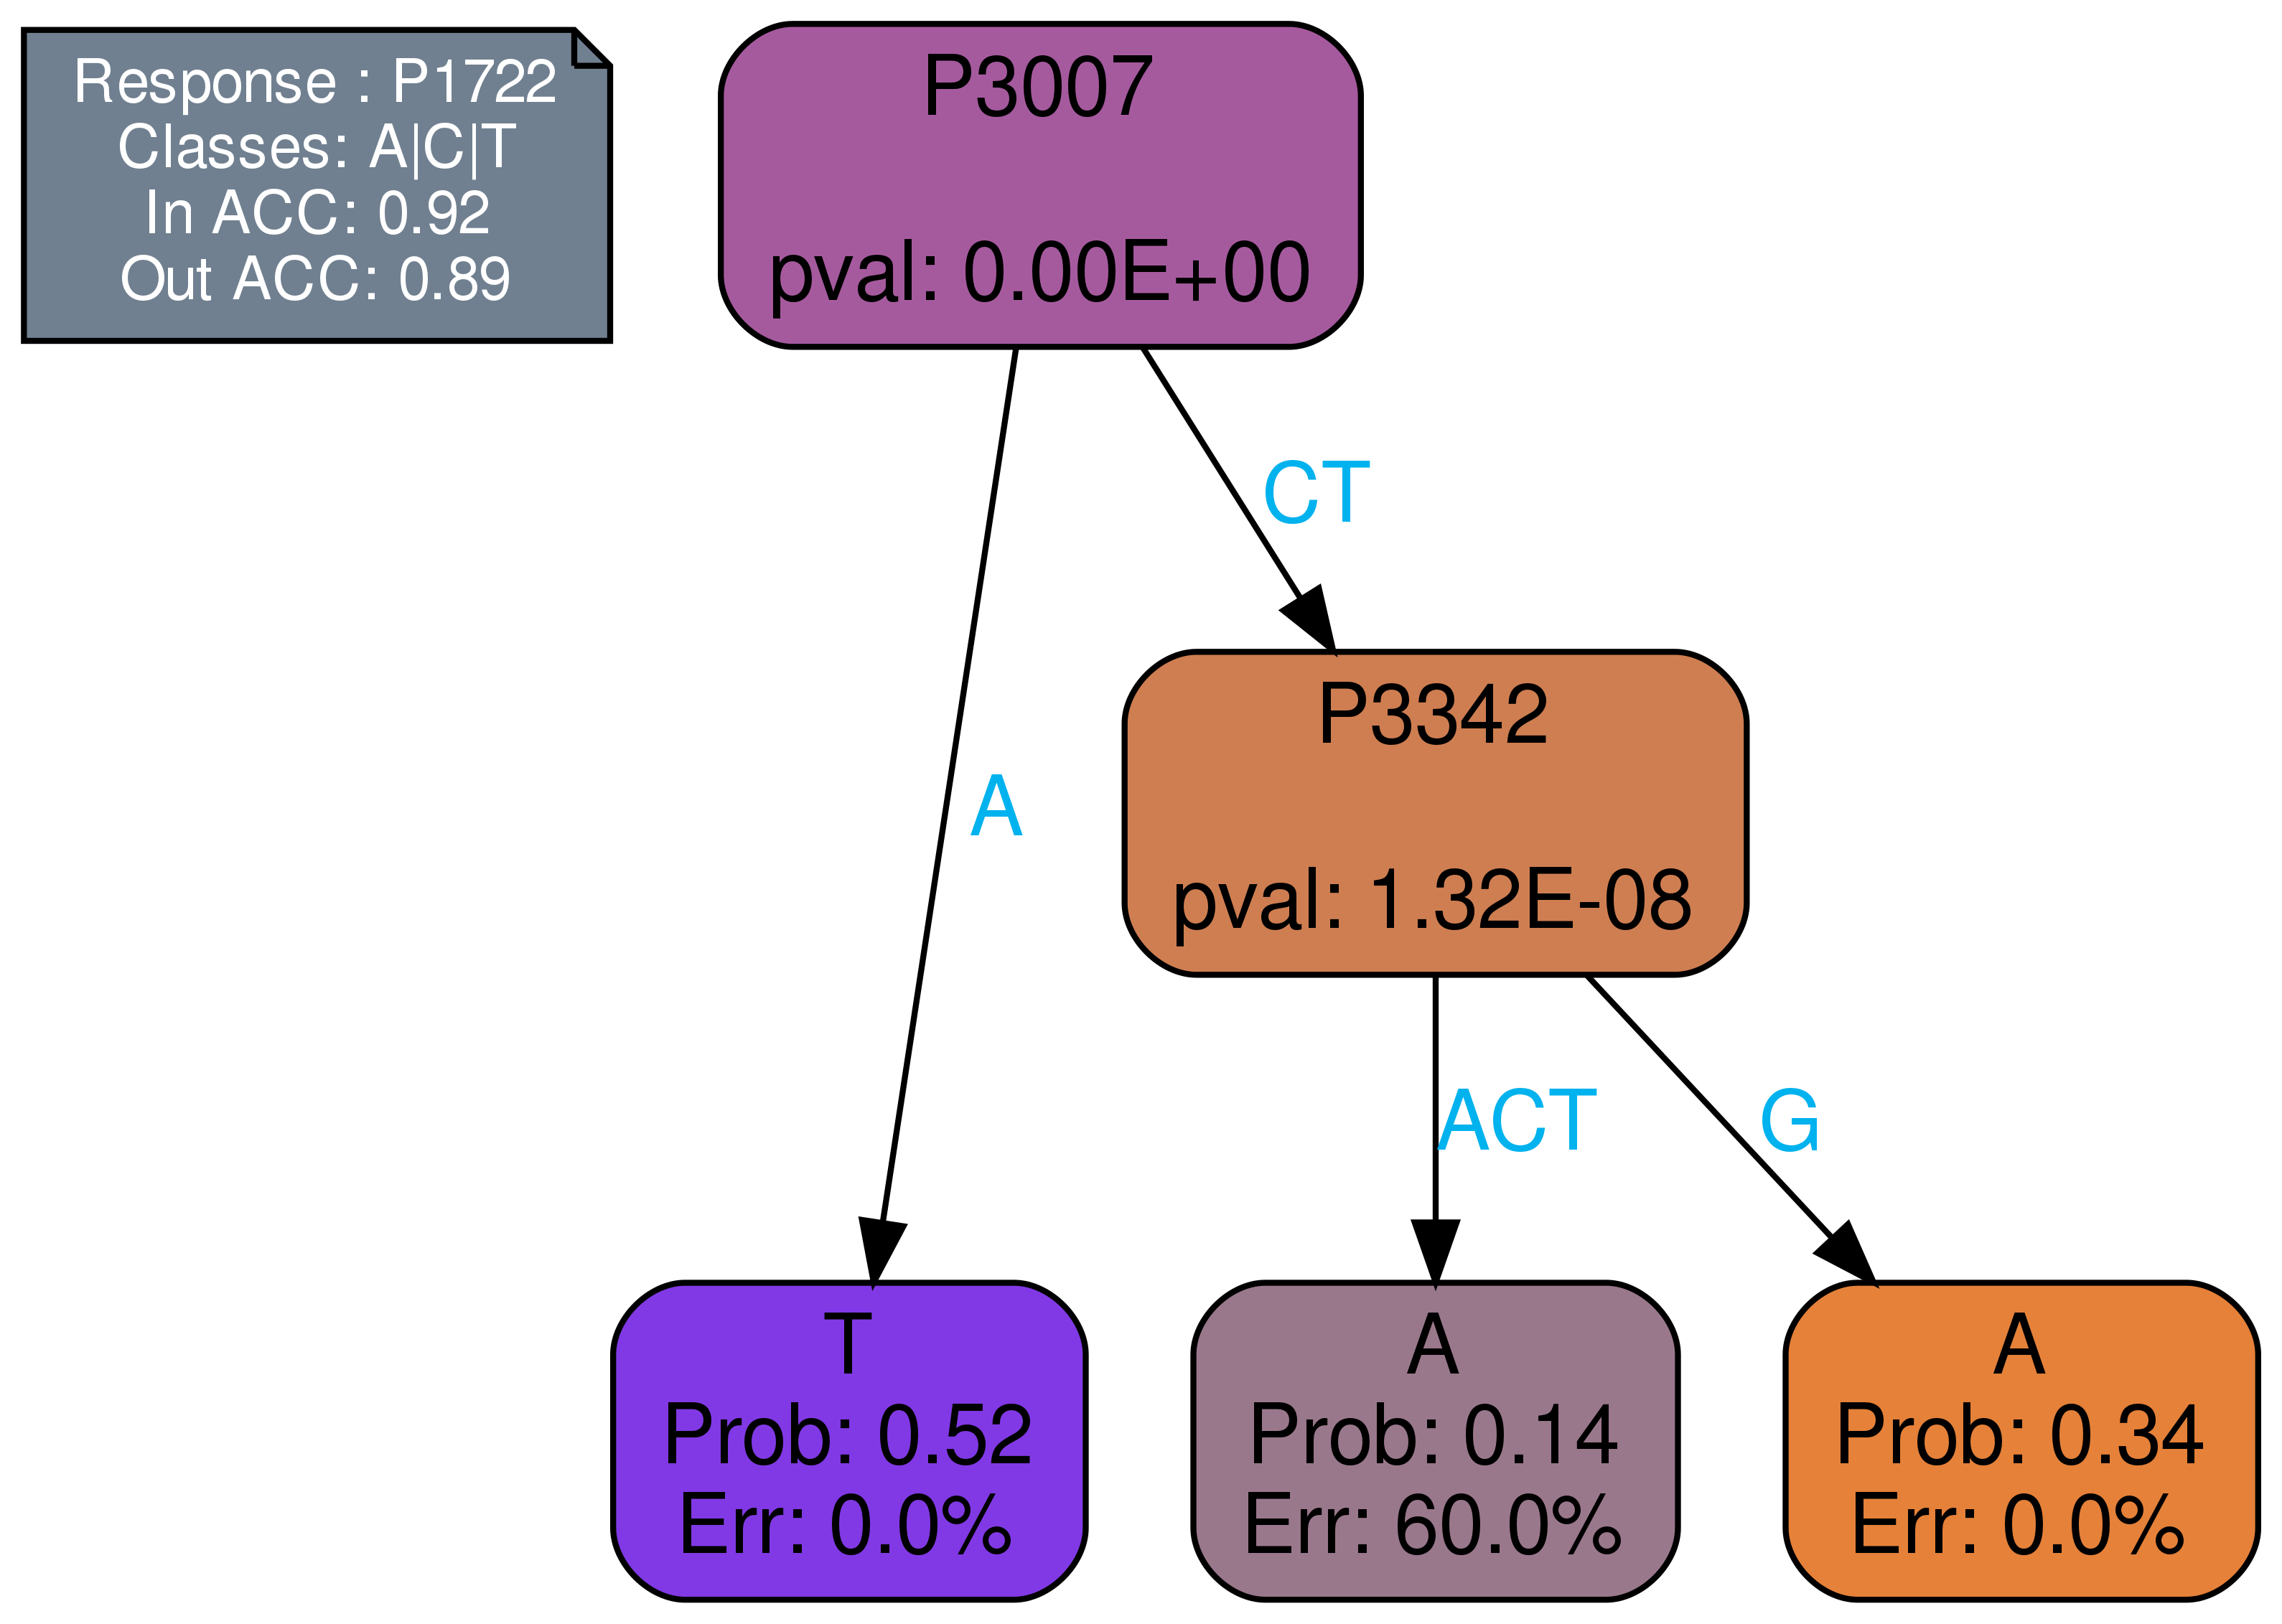 Response : P1722
Classes: A|C|T
In ACC: 0.92
Out ACC: 0.89
P3007
pval: 0.00E+00
CT
A
P3342
pval: 1.32E-08
ACT
G
T
Prob: 0.52
Err: 0.0%
A
Prob: 0.14
Err: 60.0%
A
Prob: 0.34
Err: 0.0%